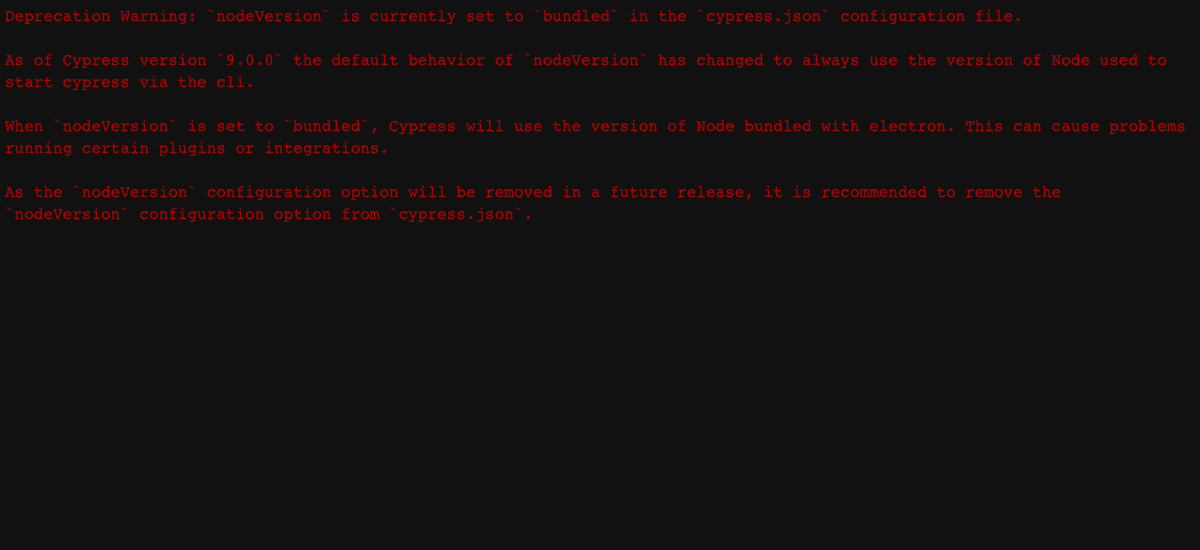 Deprecation Warning: `nodeVersion` is currently set to `bundled` in the `cypress.json` configuration file.
As of Cypress version `9.0.0` the default behavior of `nodeVersion` has changed to always use the version of Node used to
start cypress via the cli.
When `nodeVersion` is set to `bundled`, Cypress will use the version of Node bundled with electron. This can cause problems
running certain plugins or integrations.
As the `nodeVersion` configuration option will be removed in a future release, it is recommended to remove the
`nodeVersion` configuration option from `cypress.json`.